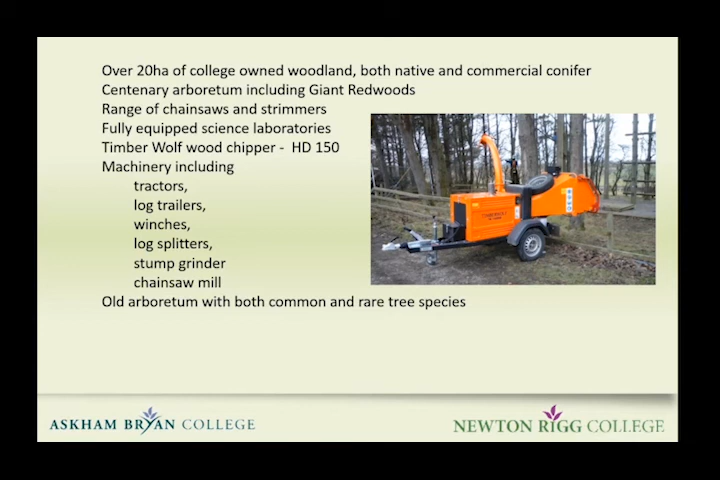 Over 20ha of college owned woodland, both native and commercial conifer
Centenary arboretum including Giant Redwoods
Range of chainsaws and strimmers
Fully equipped science laboratories
Timber Wolf wood chipper - HD 150
Machinery including
tractors,
log trailers,
winches,
log splitters,
stump grinder
chainsaw mill
Old arboretum with both common and rare tree species
ASKHAM BRYAN COLLEGE
NEWTON RIGG COLLEGE